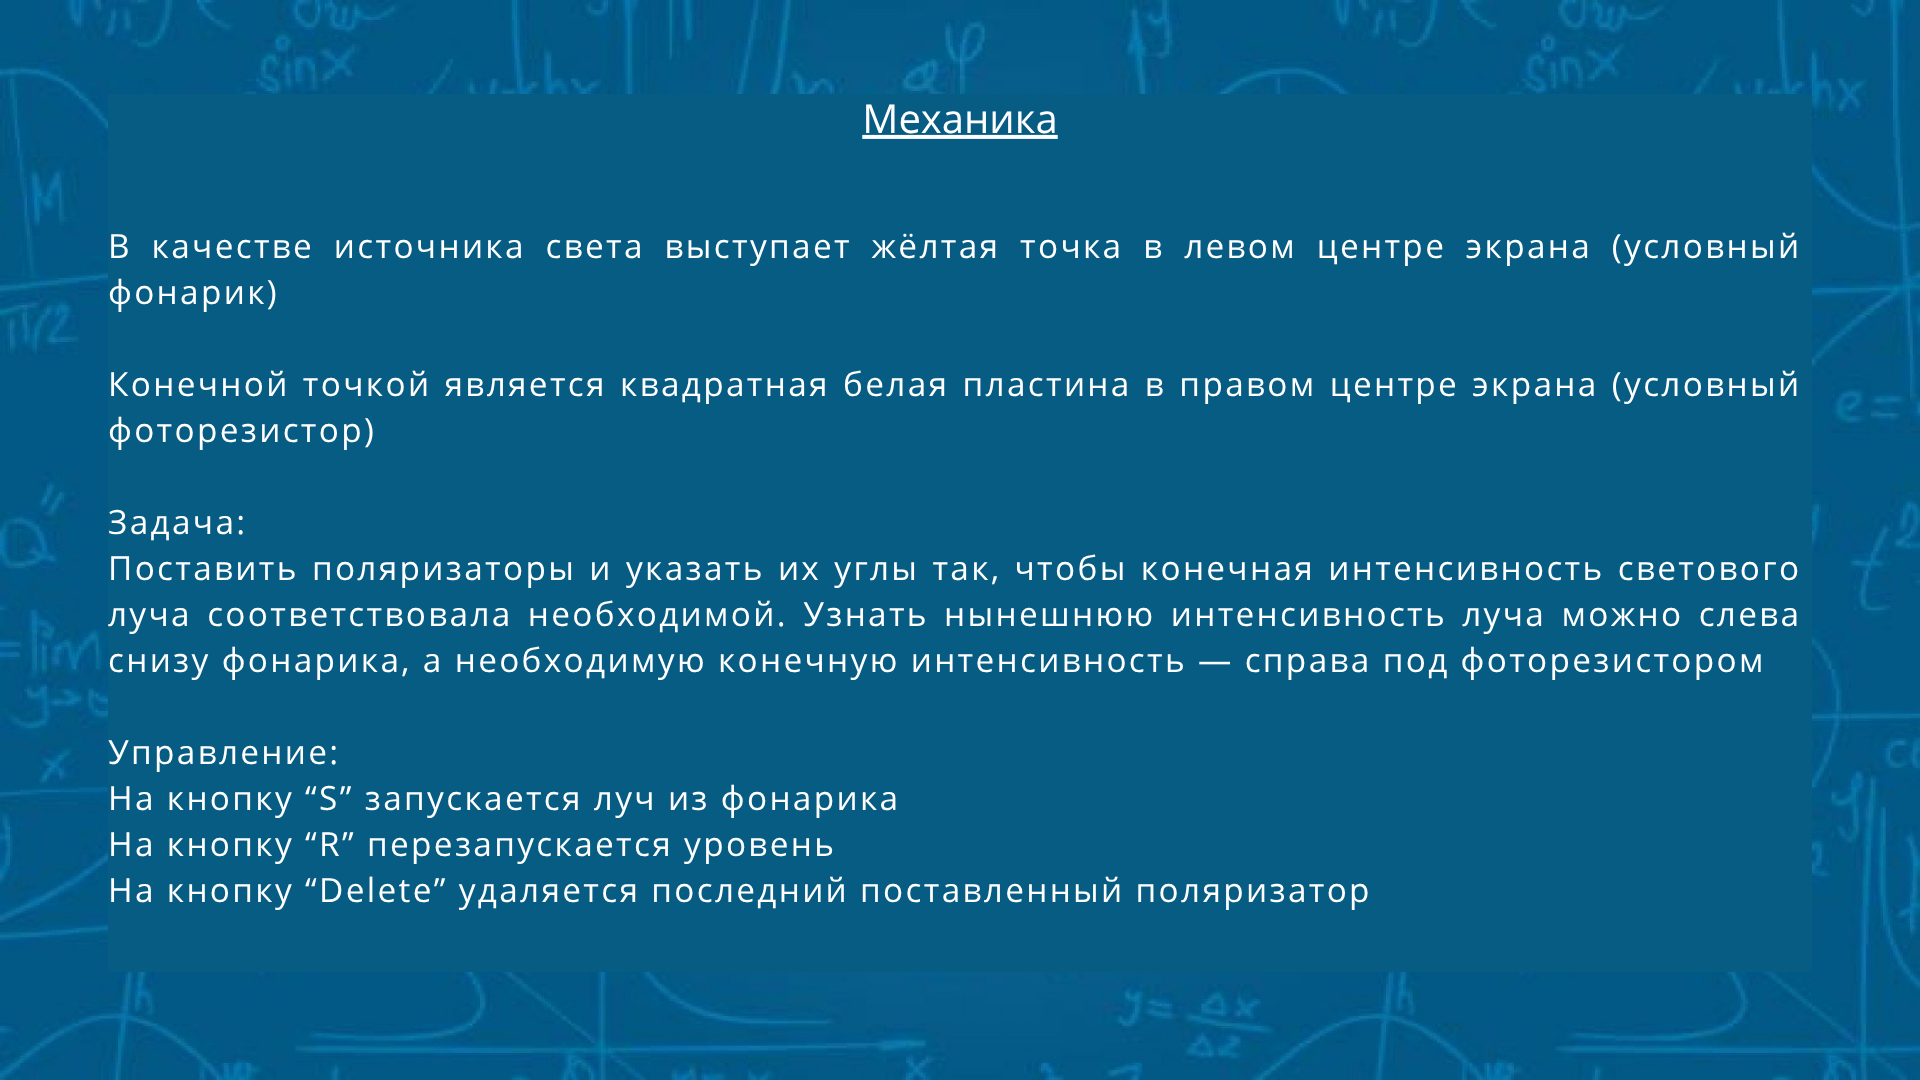 Механика
В качестве источника света выступает жёлтая точка в левом центре экрана (условный
фонарик)
Конечной точкой является квадратная белая пластина в правом центре экрана (условный
фоторезистор)
Задача:
Поставить поляризаторы и указать их углы так, чтобы конечная интенсивность светового
луча соответствовала необходимой. Узнать нынешнюю интенсивность луча можно слева
снизу фонарика, а необходимую конечную интенсивность — справа под фоторезистором
Управление:
На кнопку “S” запускается луч из фонарика
На кнопку “R” перезапускается уровень
На кнопку “Delete” удаляется последний поставленный поляризатор